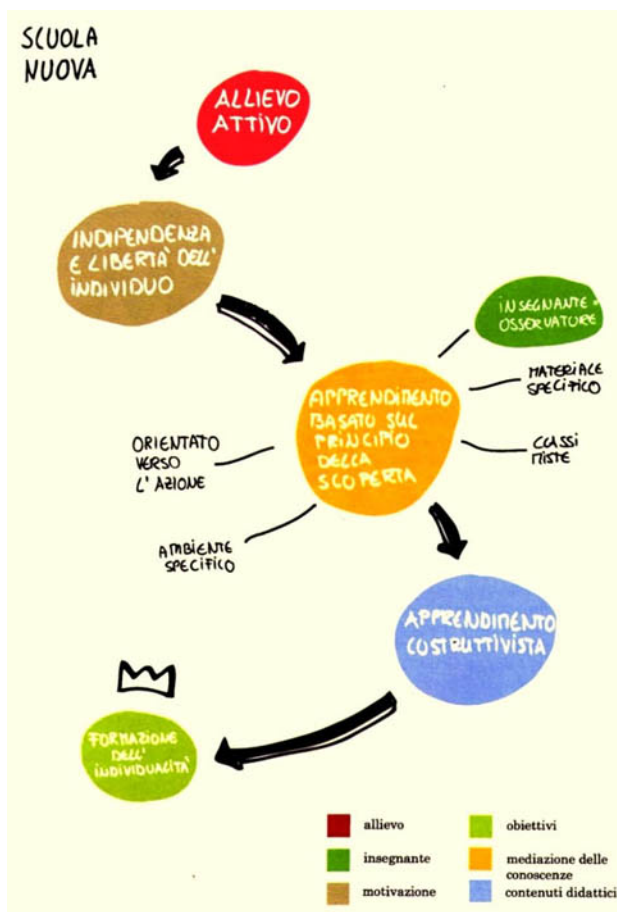 SCUOLA
NUOVA
ALLIEVO
ATTIVO
INDIPENDENZA
E LIBERTÀ DELL'
INDIVIDUO
INSEGNANTE =
OSSERVATORE
MATERIALE
SPECIFICO
APPRENDIMENTO
BASATO SUL
PRINCIPIO
DELLA
SCOPERTA
CLASSI
MISTE
ORIENTATO
VERSO
L'AZIONE
AMBIENTE
SPECIFICO
APPRENDIMENTO
COSTRUTTIVISTA
FORMAZIONE
DELL'
INDIVIDUALITÀ
allievo
insegnante
motivazione
obiettivi
mediazione delle
conoscenze
contenuti didattici